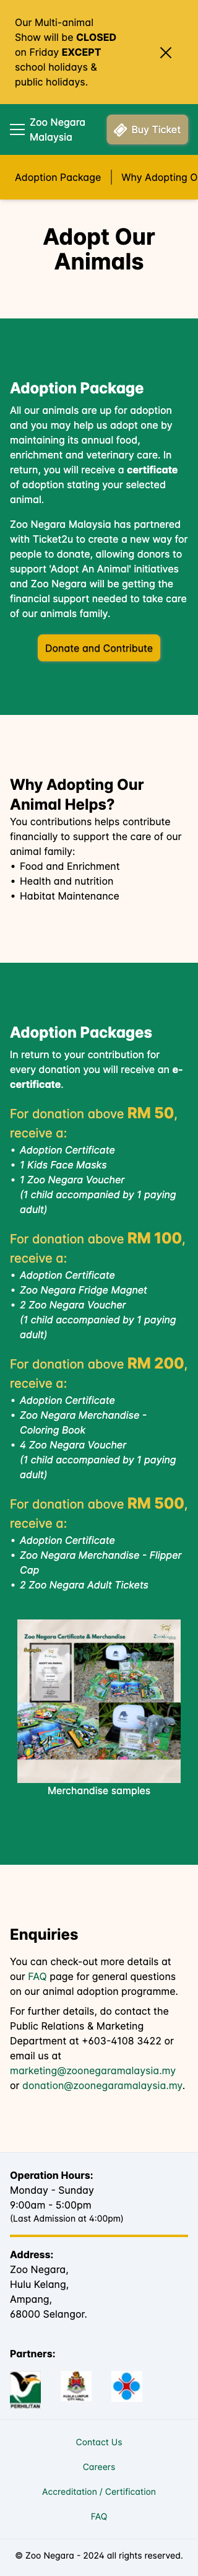 Our Multi-animal
Show will be CLOSED
on Friday EXCEPT
school holidays &
public holidays.
Zoo Negara
Malaysia
Buy Ticket
Adoption Package
Why Adopting O
Adopt Our
Animals
Adoption Package
All our animals are up for adoption
and you may help us adopt one by
maintaining its annual food,
enrichment and veterinary care. In
return, you will receive a certificate
of adoption stating your selected
animal.
Zoo Negara Malaysia has partnered
with Ticket2u to create a new way for
people to donate, allowing donors to
support 'Adopt An Animal' initiatives
and Zoo Negara will be getting the
financial support needed to take care
of our animals family.
Donate and Contribute
Why Adopting Our
Animal Helps?
You contributions helps contribute
financially to support the care of our
animal family:
• Food and Enrichment
• Health and nutrition
• Habitat Maintenance
Adoption Packages
In return to your contribution for
every donation you will receive an e-
certificate.
For donation above RM 50,
receive a:
• Adoption Certificate
• 1 Kids Face Masks
• 1 Zoo Negara Voucher
(1 child accompanied by 1 paying
adult)
For donation above RM 100,
receive a:
• Adoption Certificate
• Zoo Negara Fridge Magnet
• 2 Zoo Negara Voucher
(1 child accompanied by 1 paying
adult)
For donation above RM 200,
receive a:
• Adoption Certificate
• Zoo Negara Merchandise -
Coloring Book
• 4 Zoo Negara Voucher
(1 child accompanied by 1 paying
adult)
For donation above RM 500,
receive a:
• Adoption Certificate
• Zoo Negara Merchandise - Flipper
Cap
• 2 Zoo Negara Adult Tickets
Zoo Negara Certificate & Merchandise
Merchandise samples
Enquiries
You can check-out more details at
our FAQ page for general questions
on our animal adoption programme.
For further details, do contact the
Public Relations & Marketing
Department at +603-4108 3422 or
email us at
marketing@zoonegaramalaysia.my
or donation@zoonegaramalaysia.my.
Operation Hours:
Monday - Sunday
9:00am - 5:00pm
(Last Admission at 4:00pm)
Address:
Zoo Negara,
Hulu Kelang,
Ampang,
68000 Selangor.
Partners:
PERHILITAN
KUALA LUMPUR
CITY HALL
Contact Us
Careers
Accreditation / Certification
FAQ
© Zoo Negara - 2024 all rights reserved.